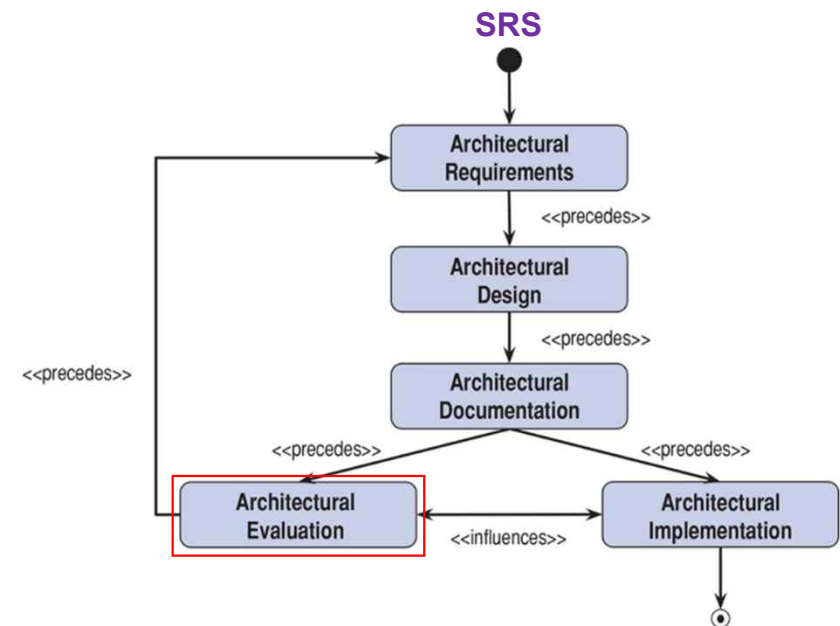 SRS
Architectural
Requirements
<<precedes>>
Architectural
Design
<<precedes>>
<<precedes>>
Architectural
Documentation
<<precedes>>
<<precedes>>
Architectural
Evaluation
<<influences>>
Architectural
Implementation